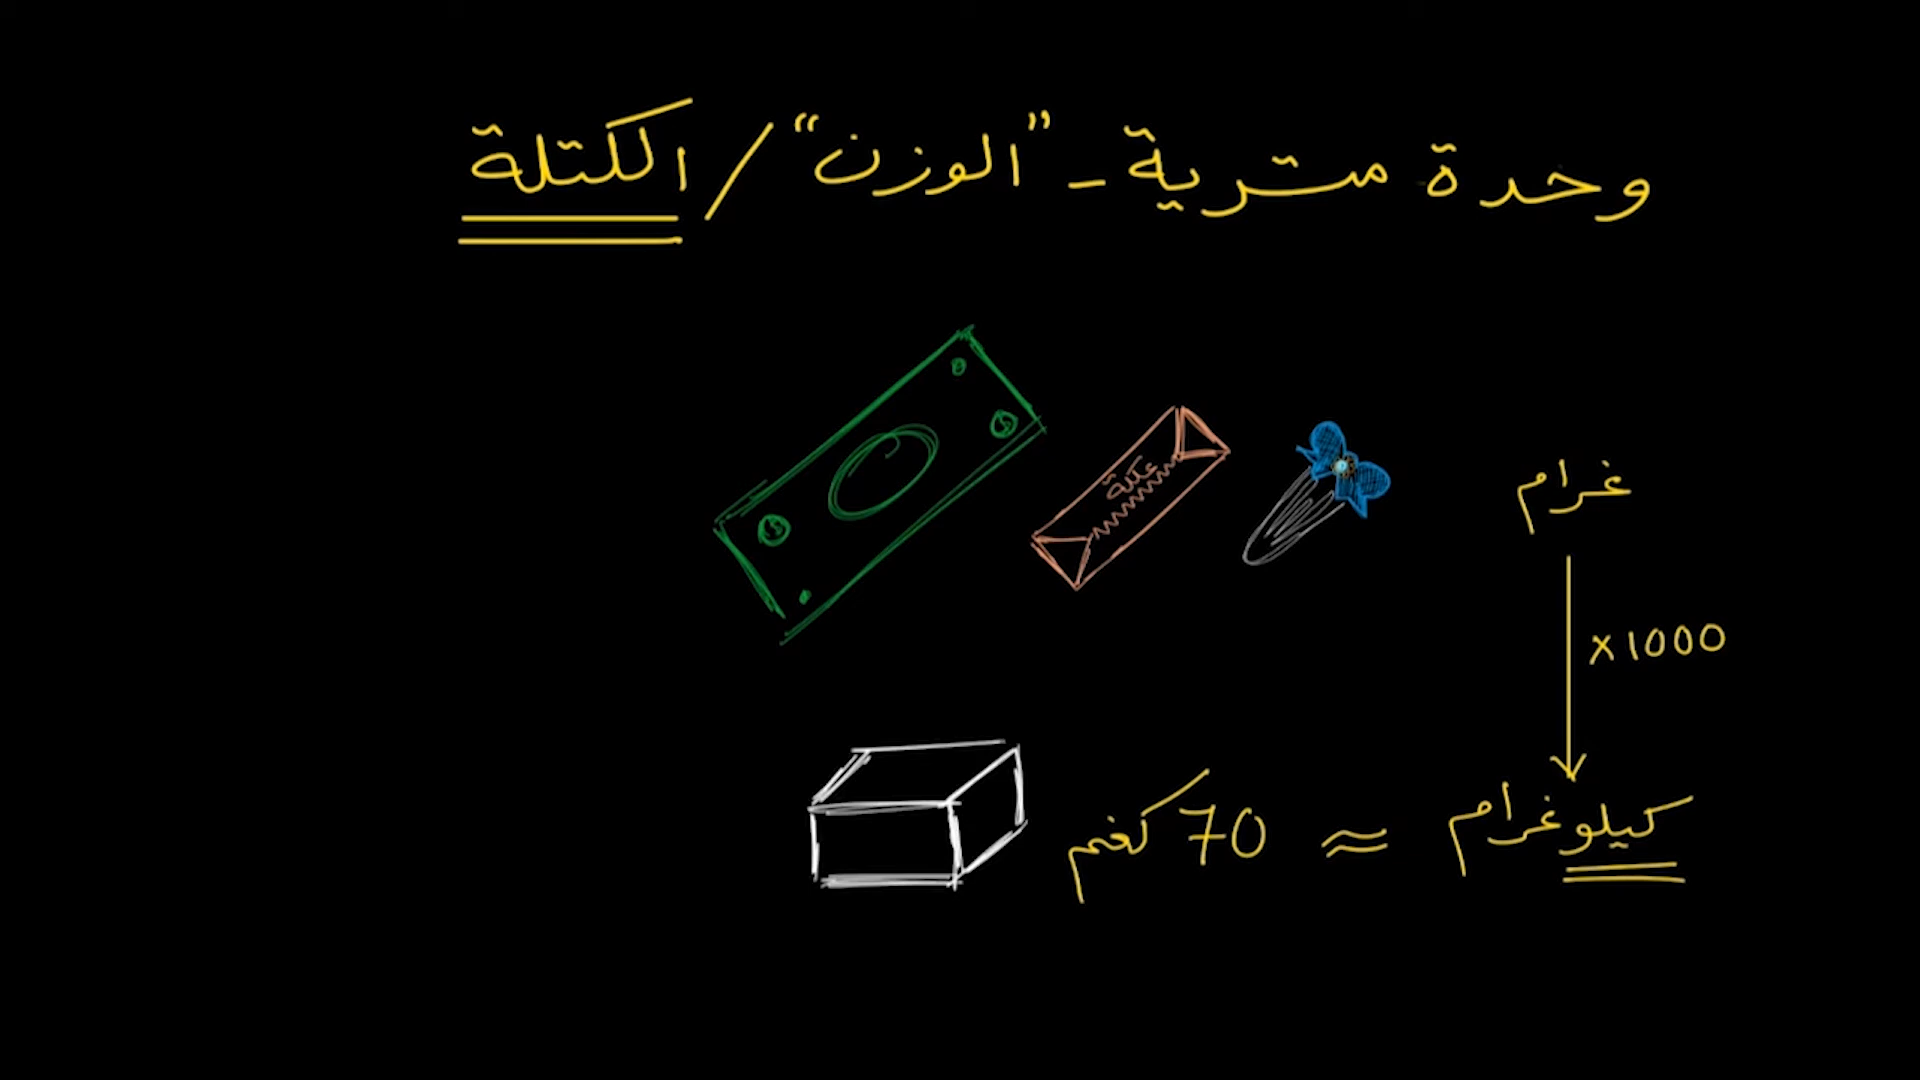 وحدة مترية - "الوزن" / الكتلة
علكة
غرام
x1000
كيلوغرام ≈ 70 كغم